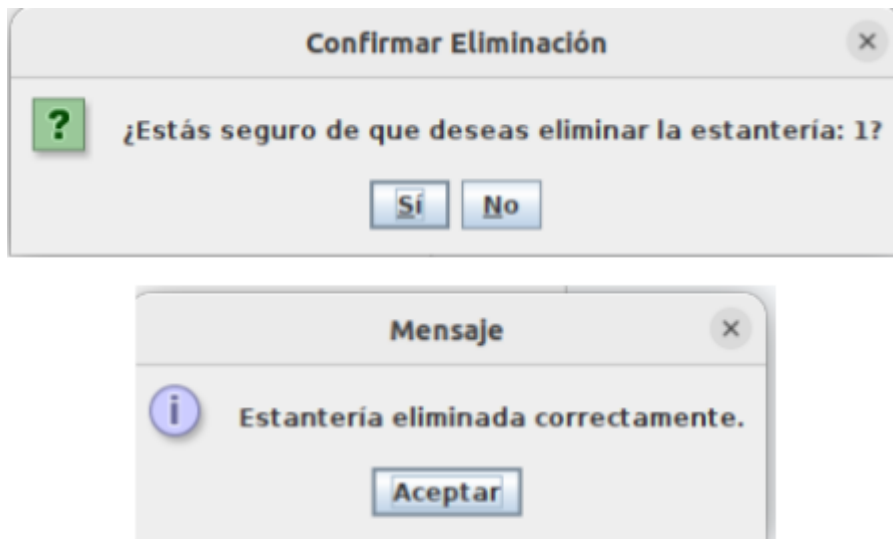 Confirmar Eliminación
¿Estás seguro de que deseas eliminar la estantería: 1?
Sí No
Mensaje
Estantería eliminada correctamente.
Aceptar